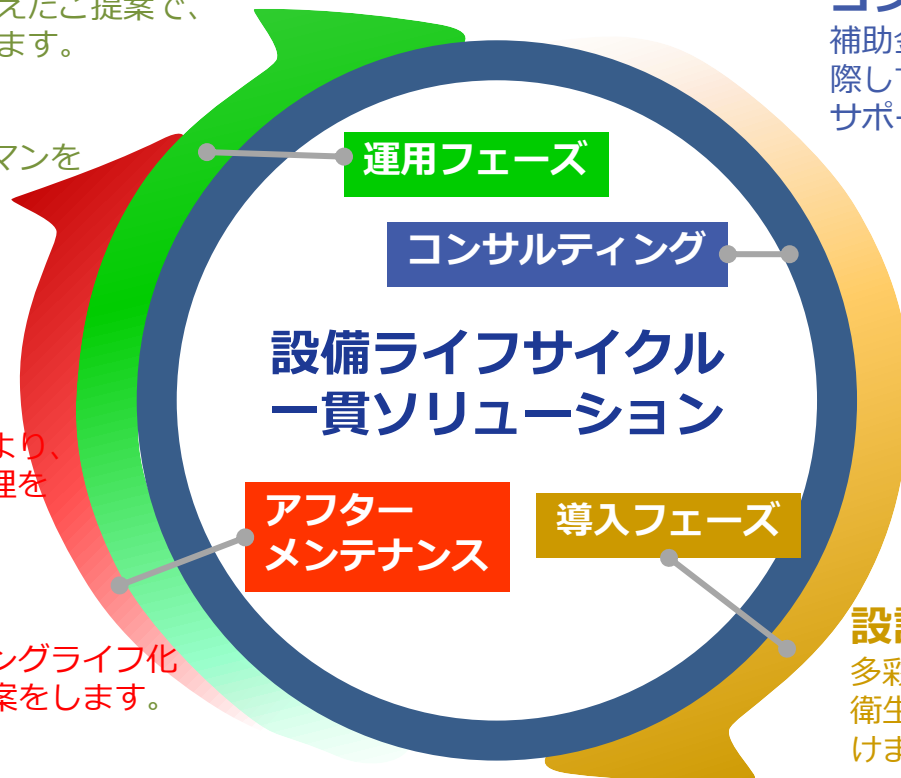 えたご提案で、
ます。
マンを
コン
補助金
際して
サポー
運用フェーズ
コンサルティング
設備ライフサイクル
一貫ソリューション
より、
理を
アフター
メンテナンス
導入フェーズ
ングライフ化
案をします。
設
多彩
衛生
けま